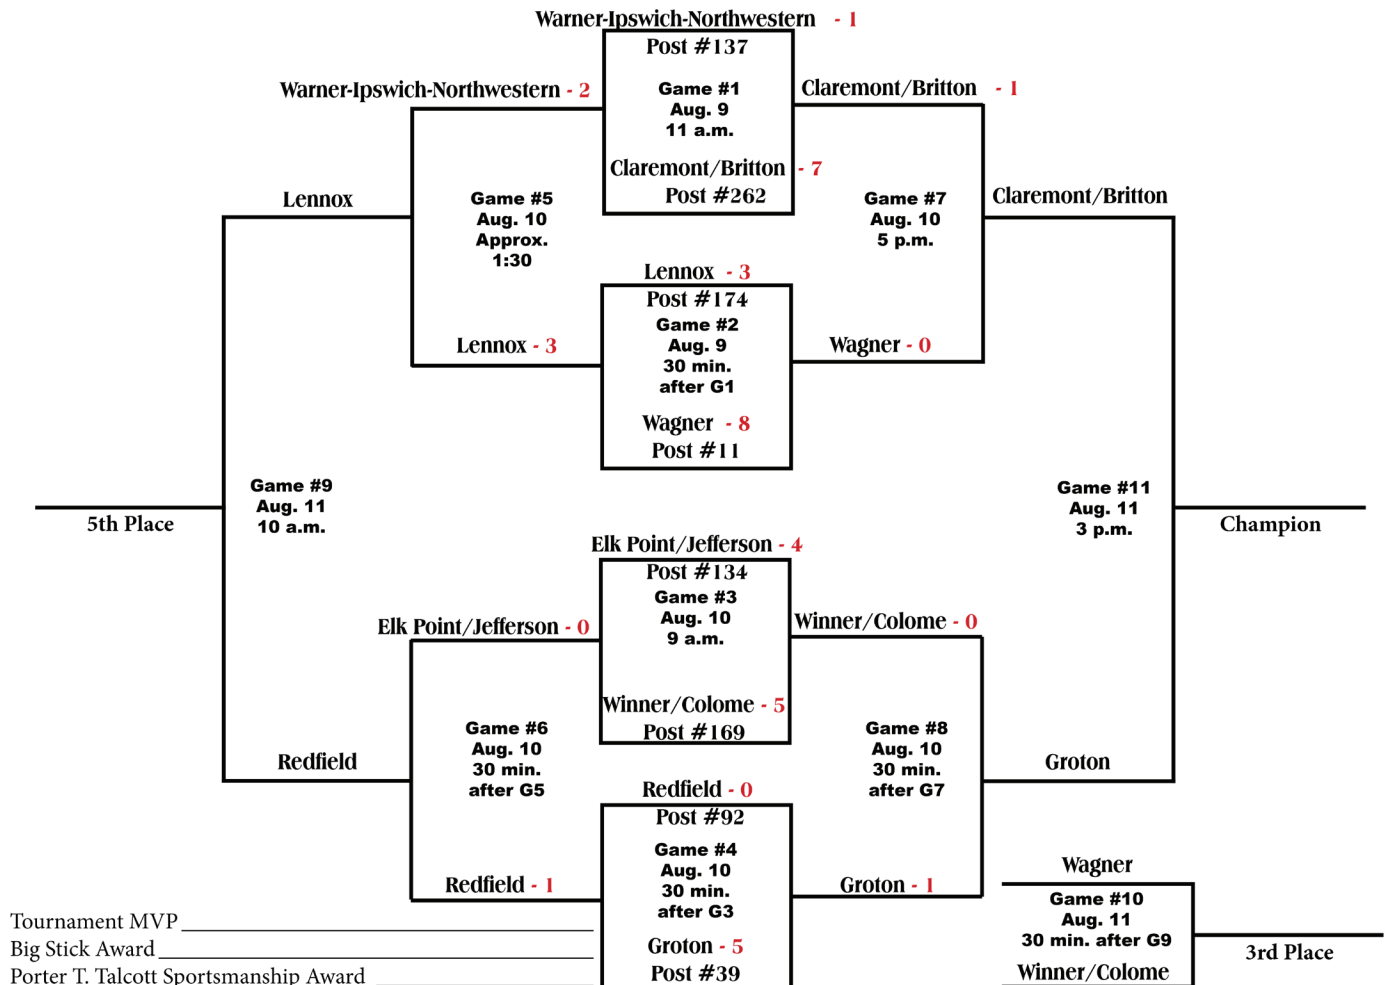 Warner-Ipswich-Northwestern - 1
Post #137
Game #1
Aug. 9
11 a.m.
Claremont/Britton - 7
Post #262
Warner-Ipswich-Northwestern - 2
Claremont/Britton - 1
Lennox
Game #5
Aug. 10
Approx.
1:30
Game #7
Aug. 10
5 p.m.
Claremont/Britton
Lennox - 3
Post #174
Game #2
Aug. 9
30 min.
after G1
Wagner - 8
Post #11
Lennox - 3
Wagner - 0
Game #9
Aug. 11
10 a.m.
5th Place
Game #11
Aug. 11
3 p.m.
Champion
Elk Point/Jefferson - 4
Post #134
Game #3
Aug. 10
9 a.m.
Winner/Colome - 5
Post #169
Elk Point/Jefferson - 0
Winner/Colome - 0
Game #6
Aug. 10
30 min.
after G5
Game #8
Aug. 10
30 min.
after G7
Redfield
Groton
Redfield - 0
Post #92
Game #4
Aug. 10
30 min.
after G3
Groton - 5
Post #39
Redfield - 1
Groton - 1
Wagner
Game #10
Aug. 11
30 min. after G9
Winner/Colome
3rd Place
Tournament MVP
Big Stick Award
Porter T. Talcott Sportsmanship Award